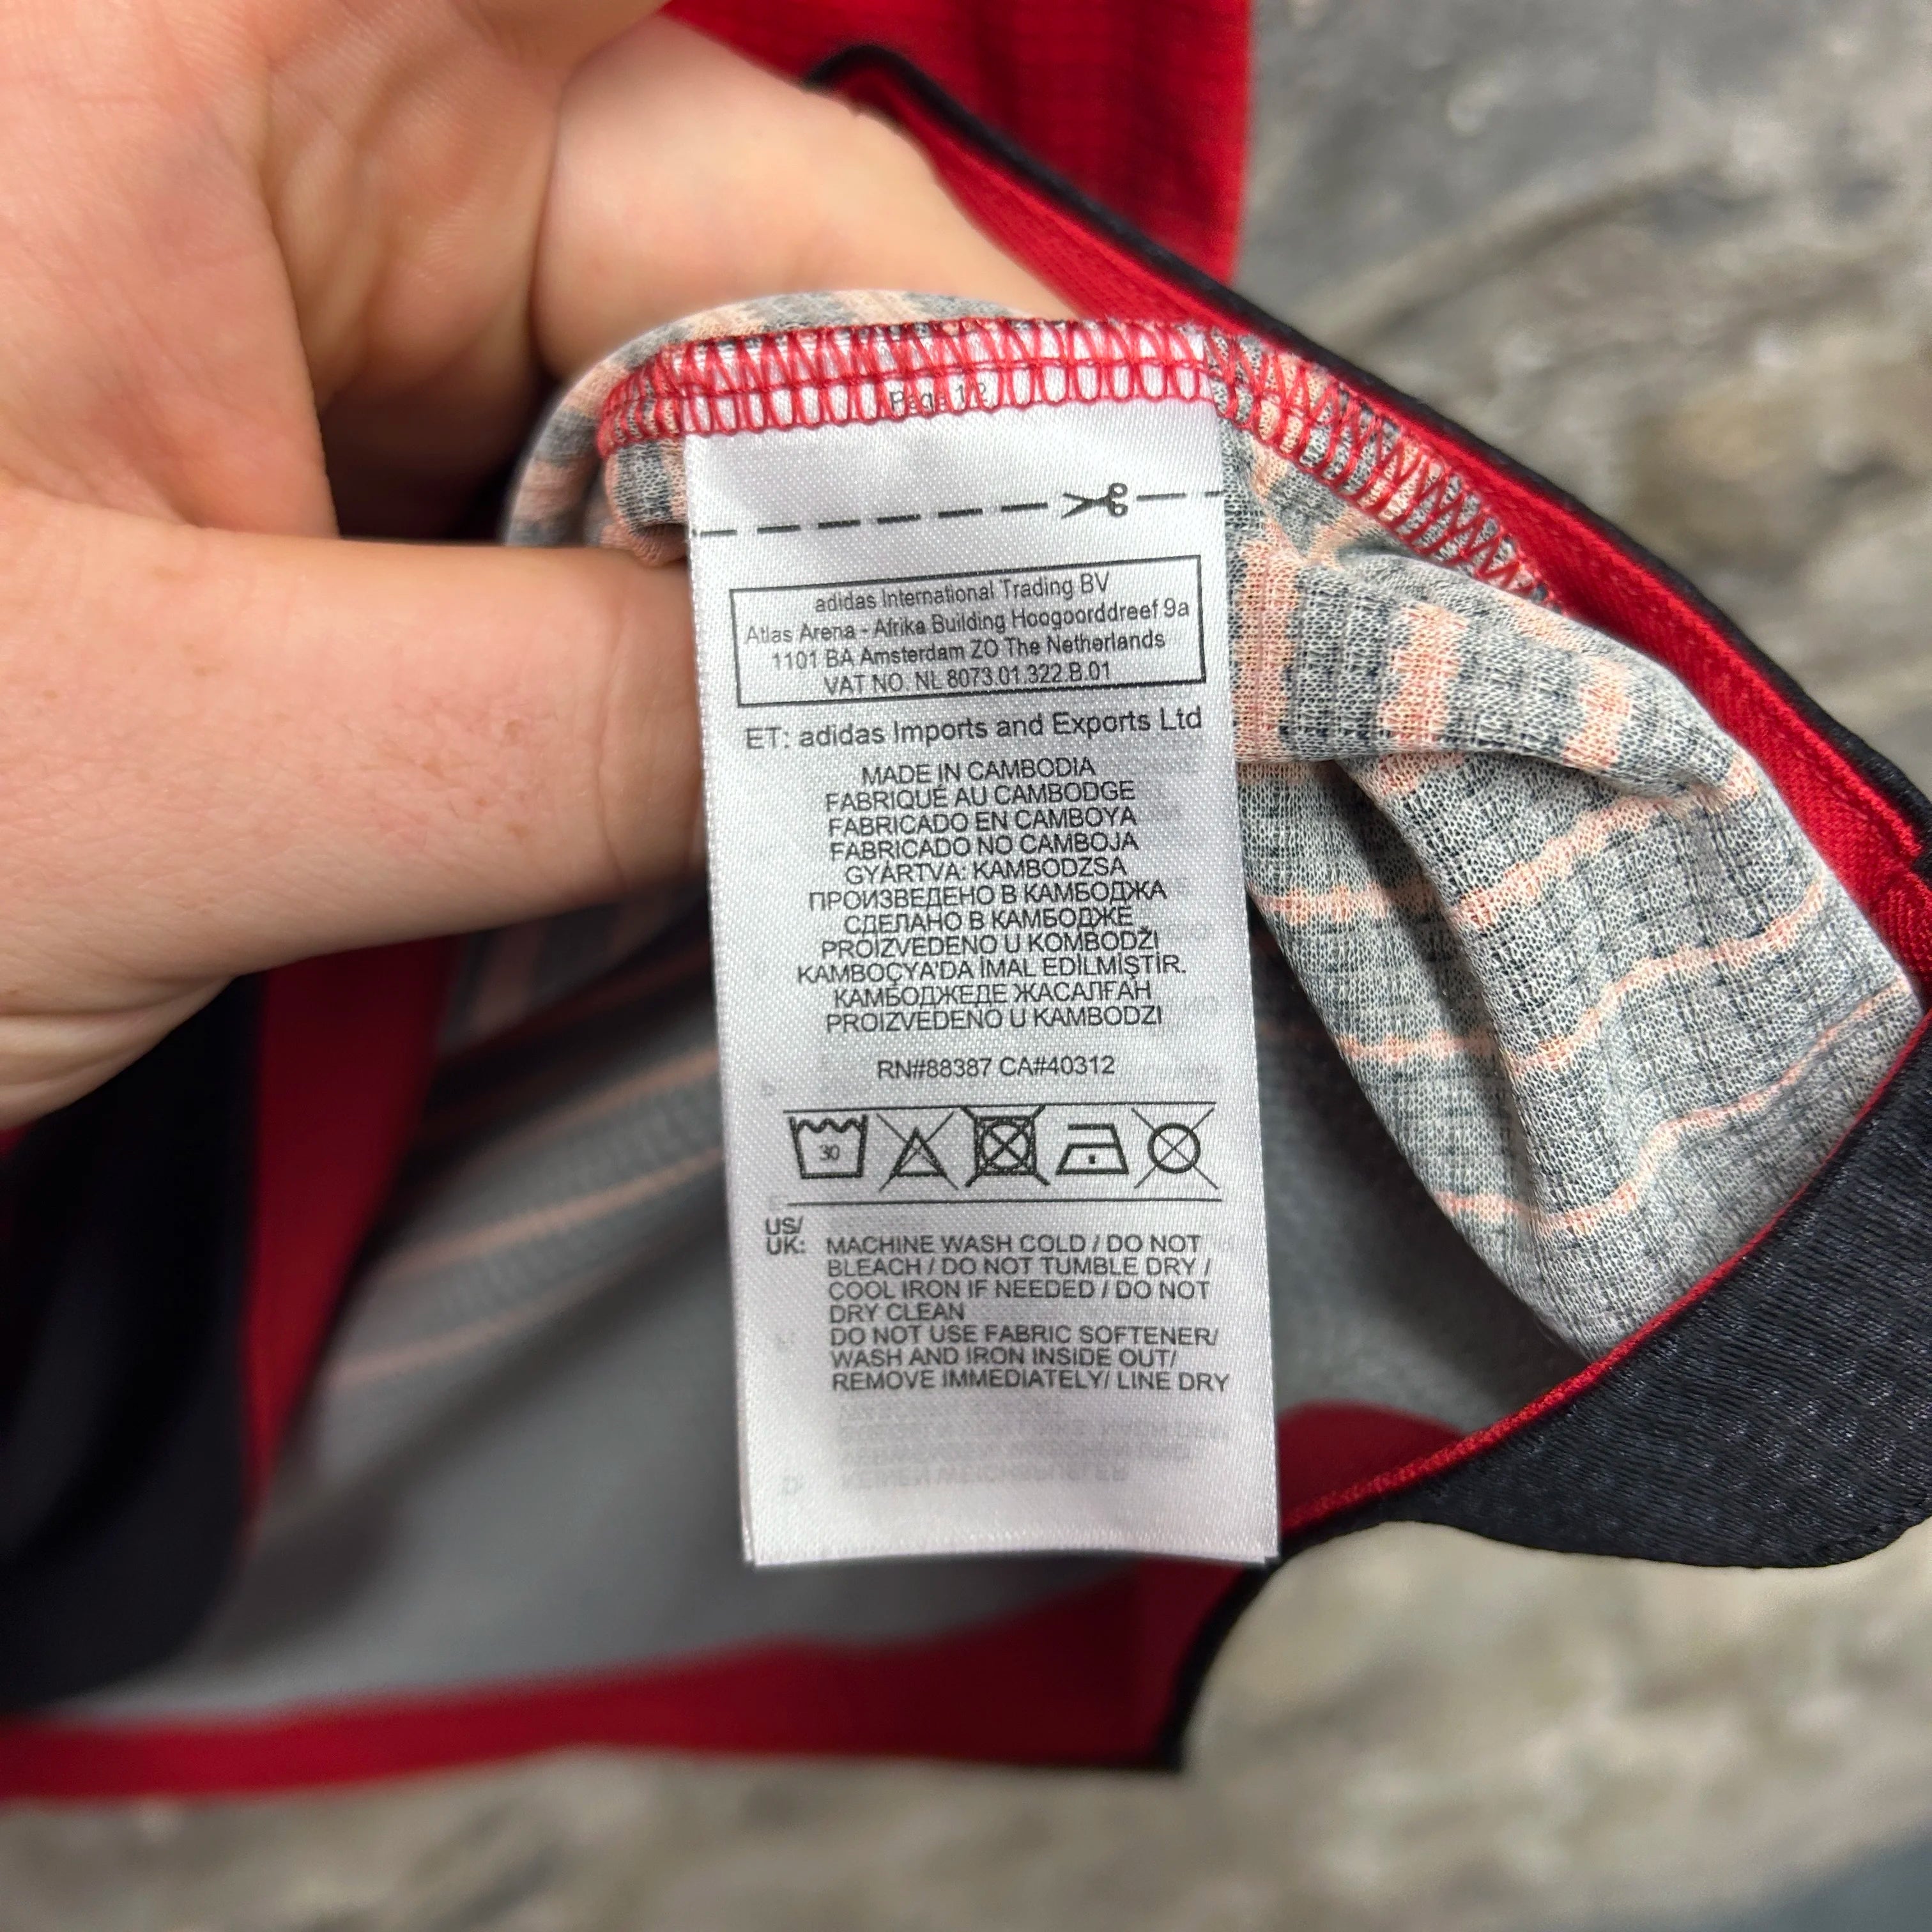 Page 1/2
adidas International Trading BV
Atlas Arena - Afrika Building Hoogoorddreef 9a
1101 BA Amsterdam ZO The Netherlands
VAT NO. NL 8073.01.322.B.01
ET: adidas Imports and Exports Ltd
MADE IN CAMBODIA
FABRIQUÉ AU CAMBODGE
FABRICADO EN CAMBOYA
FABRICADO NO CAMBOJA
GYÁRTVA: KAMBODZSA
ПРОИЗВЕДЕНО В КАМБОДЖА
СДЕЛАНО В КАМБОДЖЕ
PROIZVEDENO U KOMBODŽI
KAMBOÇYA'DA İMAL EDİLMİŞTİR.
КАМБОДЖЕДЕ ЖАСАЛҒАН
PROIZVEDENO U KAMBODZI
RN#88387 CA#40312
30
US/
UK: MACHINE WASH COLD / DO NOT
BLEACH / DO NOT TUMBLE DRY /
COOL IRON IF NEEDED / DO NOT
DRY CLEAN
DO NOT USE FABRIC SOFTENER/
WASH AND IRON INSIDE OUT/
REMOVE IMMEDIATELY/ LINE DRY